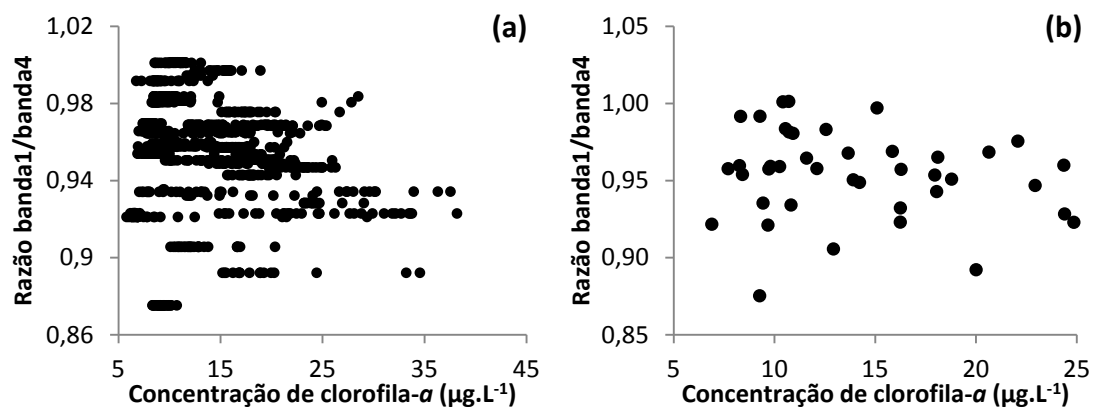 (a)
Razão banda1/banda4
1,02
0,98
0,94
0,9
0,86
5 15 25 35 45
Concentração de clorofila-a (µg.L-1)
(b)
Razão banda1/banda4
1,05
1,00
0,95
0,90
0,85
5 10 15 20 25
Concentração de clorofila-a (µg.L-1)